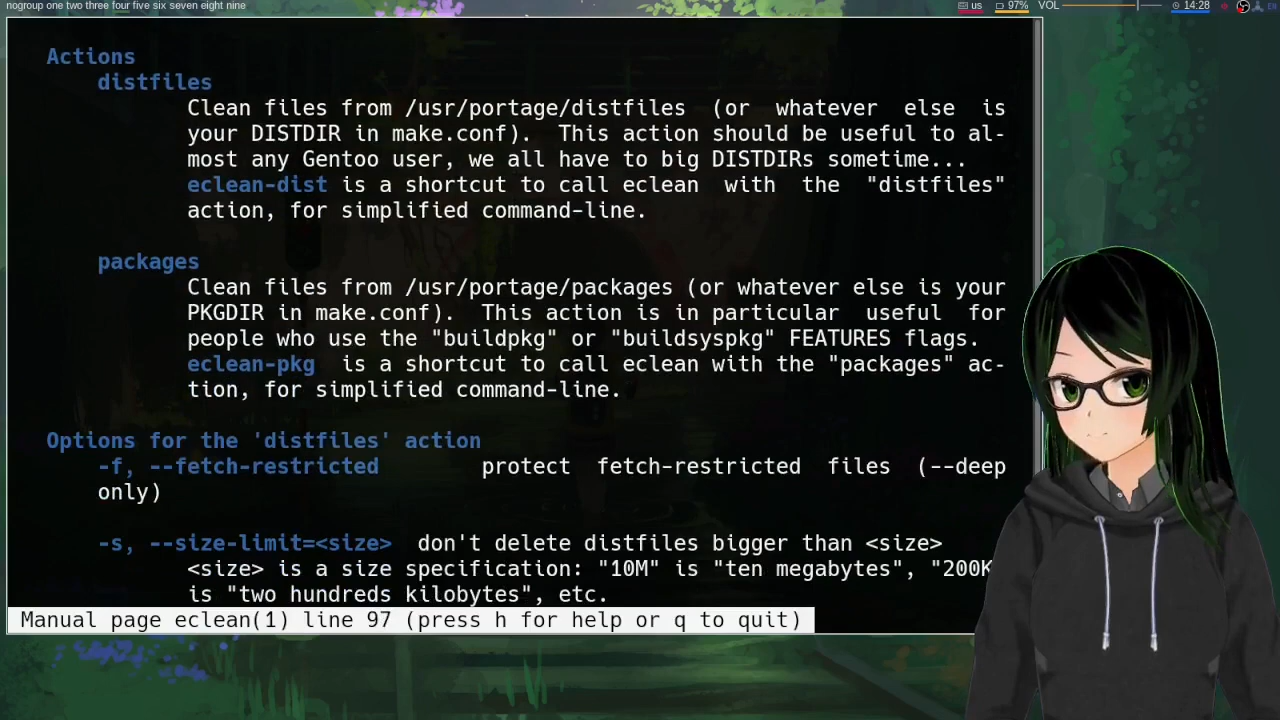 nogroup one two three four five six seven eight nine
us 97% VOL 14:28
Actions
distfiles
Clean files from /usr/portage/distfiles (or whatever else is
your DISTDIR in make.conf). This action should be useful to al-
most any Gentoo user, we all have to big DISTDIRs sometime...
eclean-dist is a shortcut to call eclean with the "distfiles"
action, for simplified command-line.
packages
Clean files from /usr/portage/packages (or whatever else is your
PKGDIR in make.conf). This action is in particular useful for
people who use the "buildpkg" or "buildsyspkg" FEATURES flags.
eclean-pkg is a shortcut to call eclean with the "packages" ac-
tion, for simplified command-line.
Options for the 'distfiles' action
-f, --fetch-restricted protect fetch-restricted files (--deep
only)
-s, --size-limit=<size> don't delete distfiles bigger than <size>
<size> is a size specification: "10M" is "ten megabytes", "200K
is "two hundreds kilobytes", etc.
Manual page eclean(1) line 97 (press h for help or q to quit)